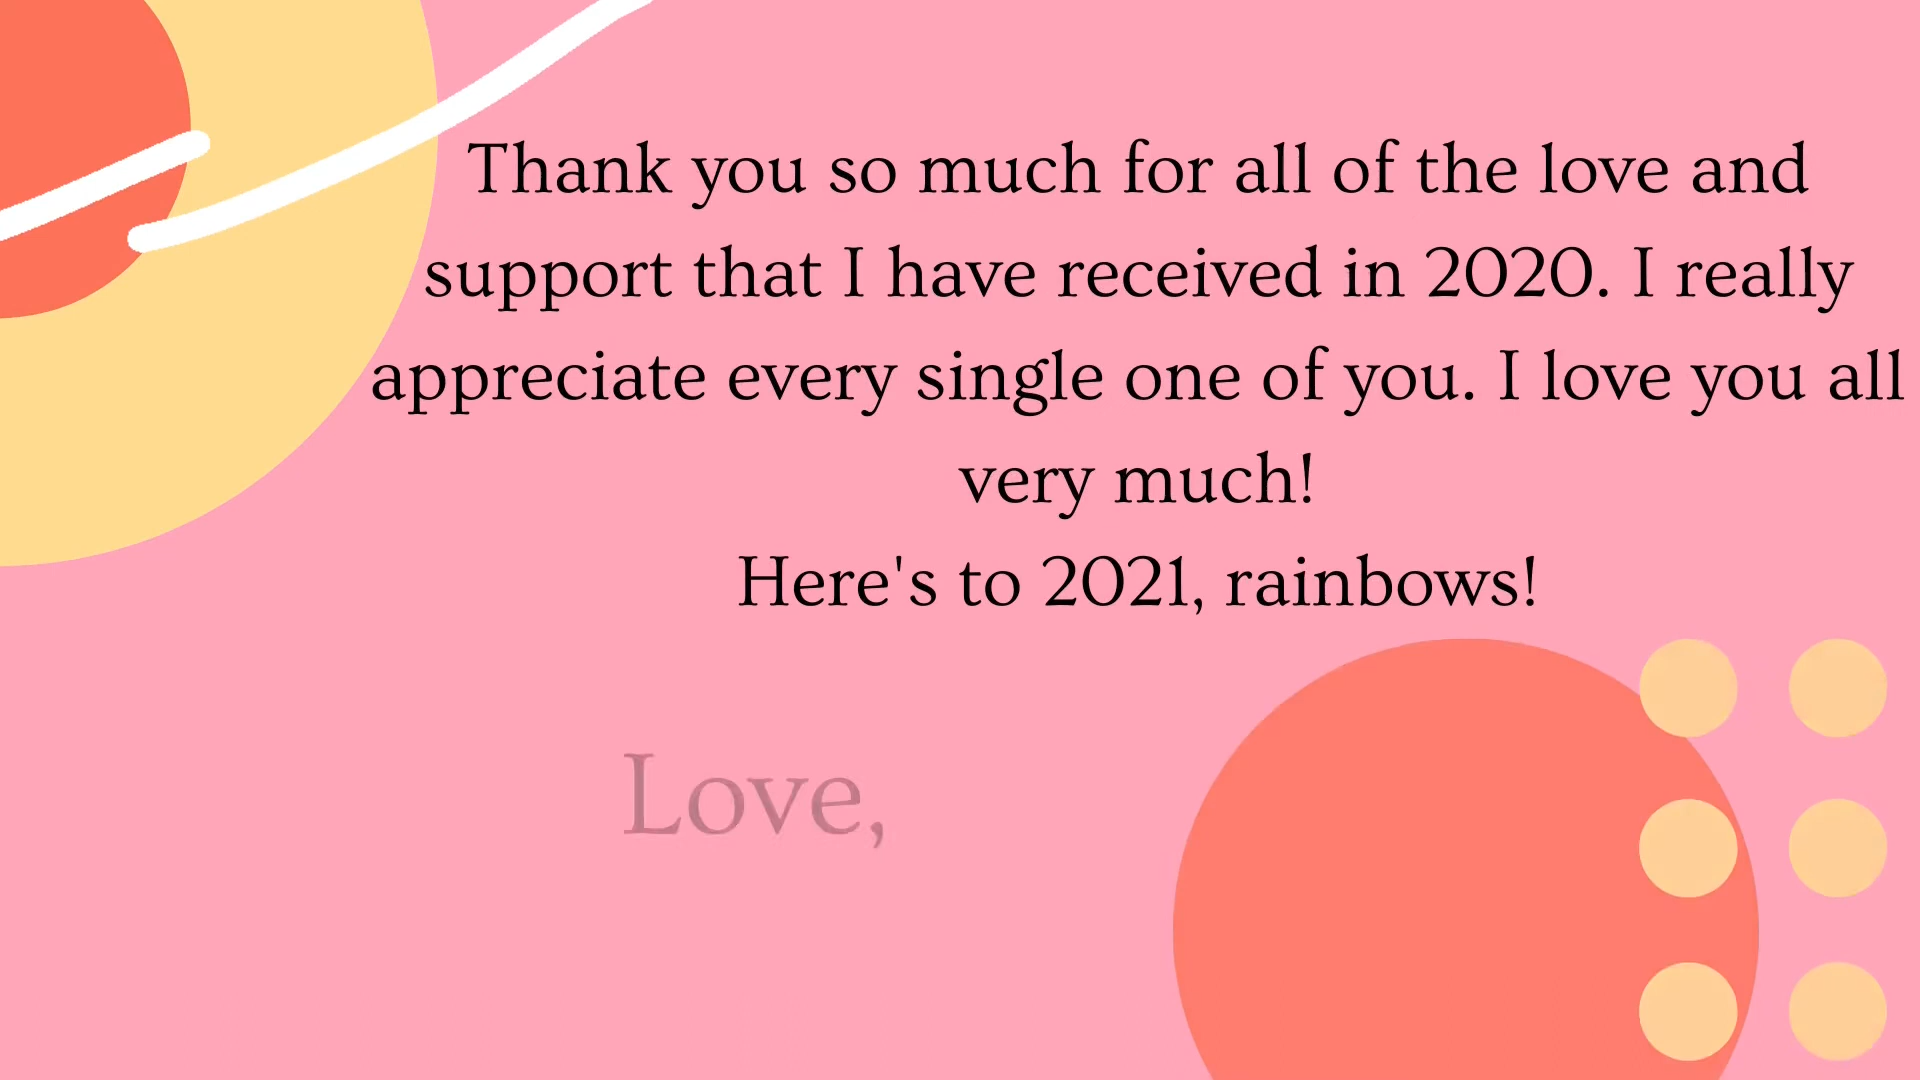 Thank you so much for all of the love and
support that I have received in 2020. I really
appreciate every single one of you. I love you all
very much!
Here's to 2021, rainbows!
Love,